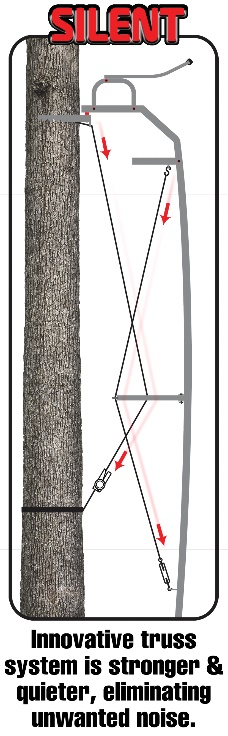 SILENT
Innovative truss
system is stronger &
quieter, eliminating
unwanted noise.